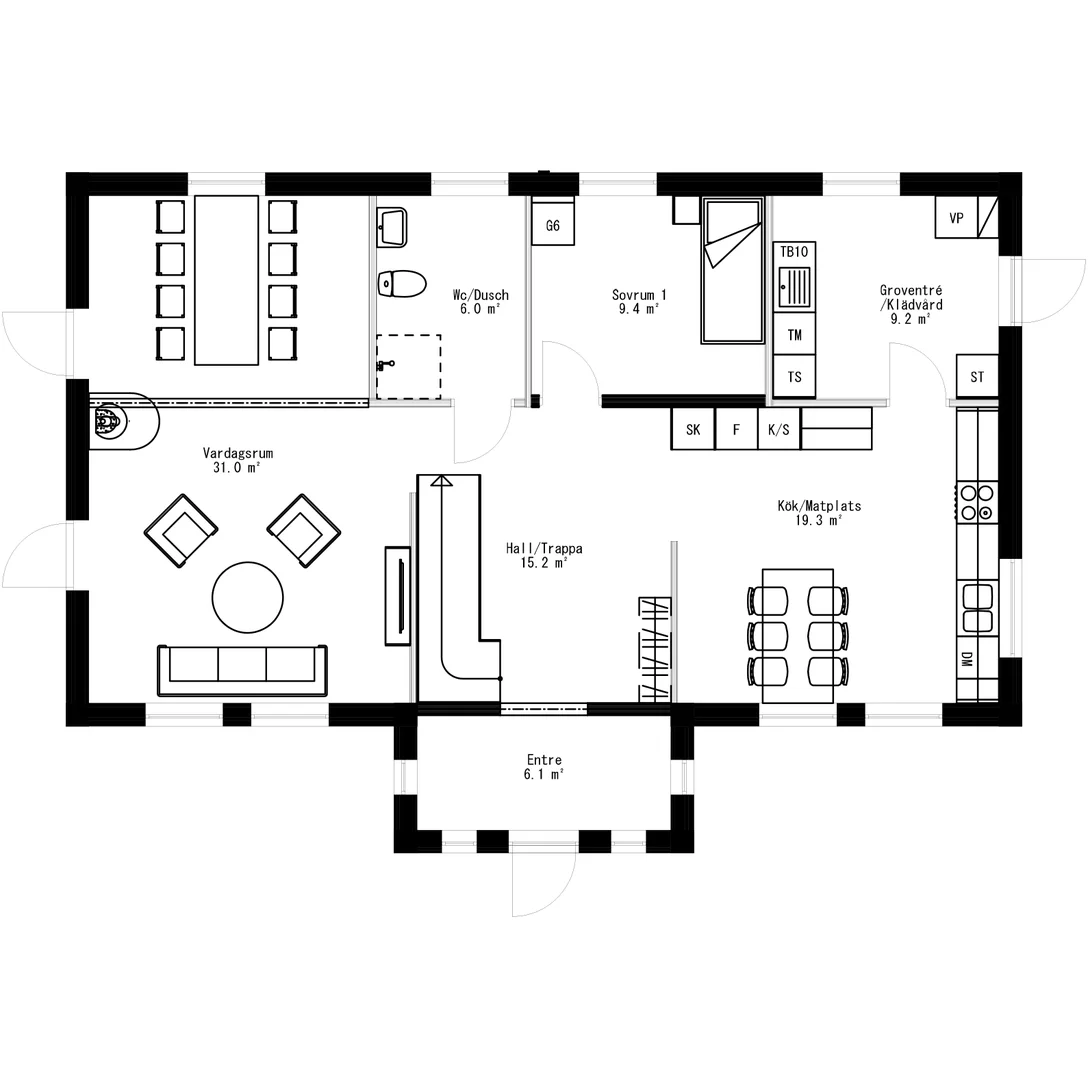 G6
VP
TB10
Wc/Dusch
6.0 m²
Sovrum 1
9.4 m²
Groventré
/Klädvård
9.2 m²
TM
TS
ST
SK
F
K/S
Vardagsrum
31.0 m²
Kök/Matplats
19.3 m²
Hall/Trappa
15.2 m²
DM
Entre
6.1 m²